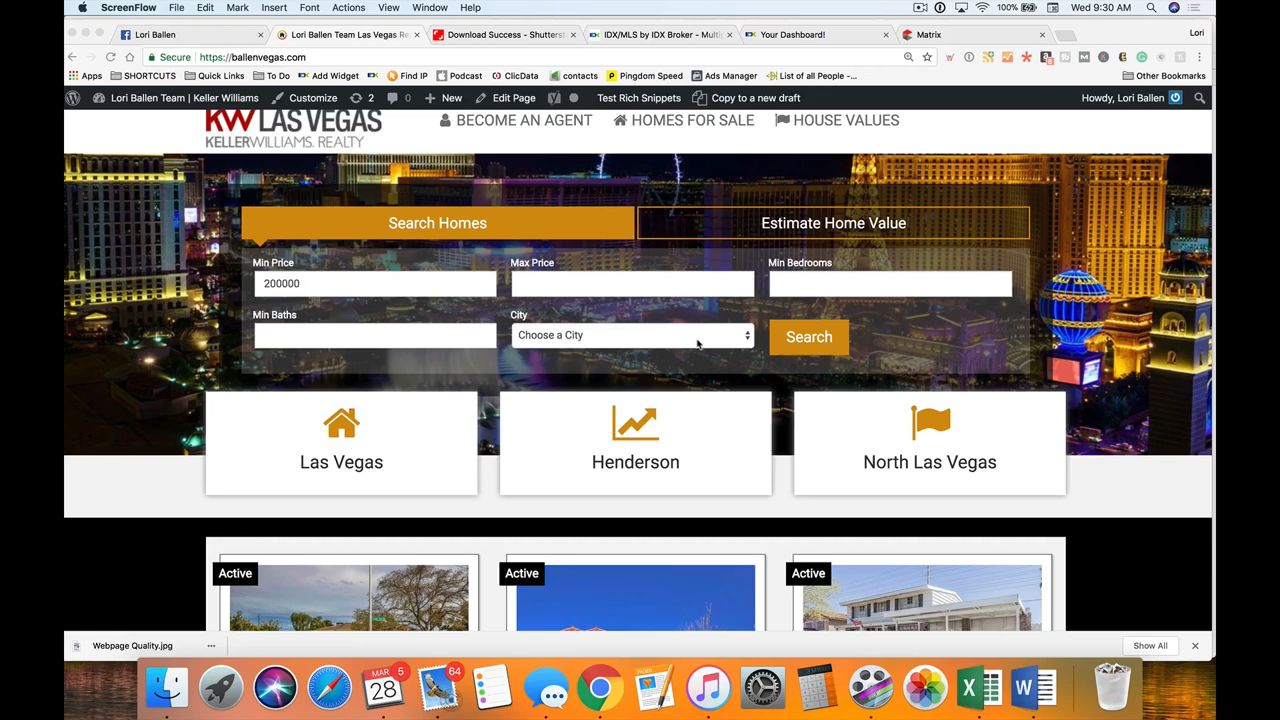 ScreenFlow File Edit Mark Insert Font Actions View Window Help 100% Wed 9:30 AM
Lori Ballen Lori Ballen Team Las Vegas Re Download Success - Shutterst IDX/MLS by IDX Broker - Multip Your Dashboard! Matrix Lori
Secure https://ballenvegas.com
Apps SHORTCUTS Quick Links To Do Add Widget Find IP Podcast ClicData contacts Pingdom Speed Ads Manager List of all People -... Other Bookmarks
Lori Ballen Team | Keller Williams Customize 2 0 New Edit Page Test Rich Snippets Copy to a new draft Howdy, Lori Ballen
KW LAS VEGAS
KELLERWILLIAMS. REALTY
BECOME AN AGENT HOMES FOR SALE HOUSE VALUES
Search Homes Estimate Home Value
Min Price Max Price Min Bedrooms
200000
Min Baths City
Choose a City Search
Las Vegas Henderson North Las Vegas
Active Active Active
Webpage Quality.jpg Show All
MAR 5 64
28